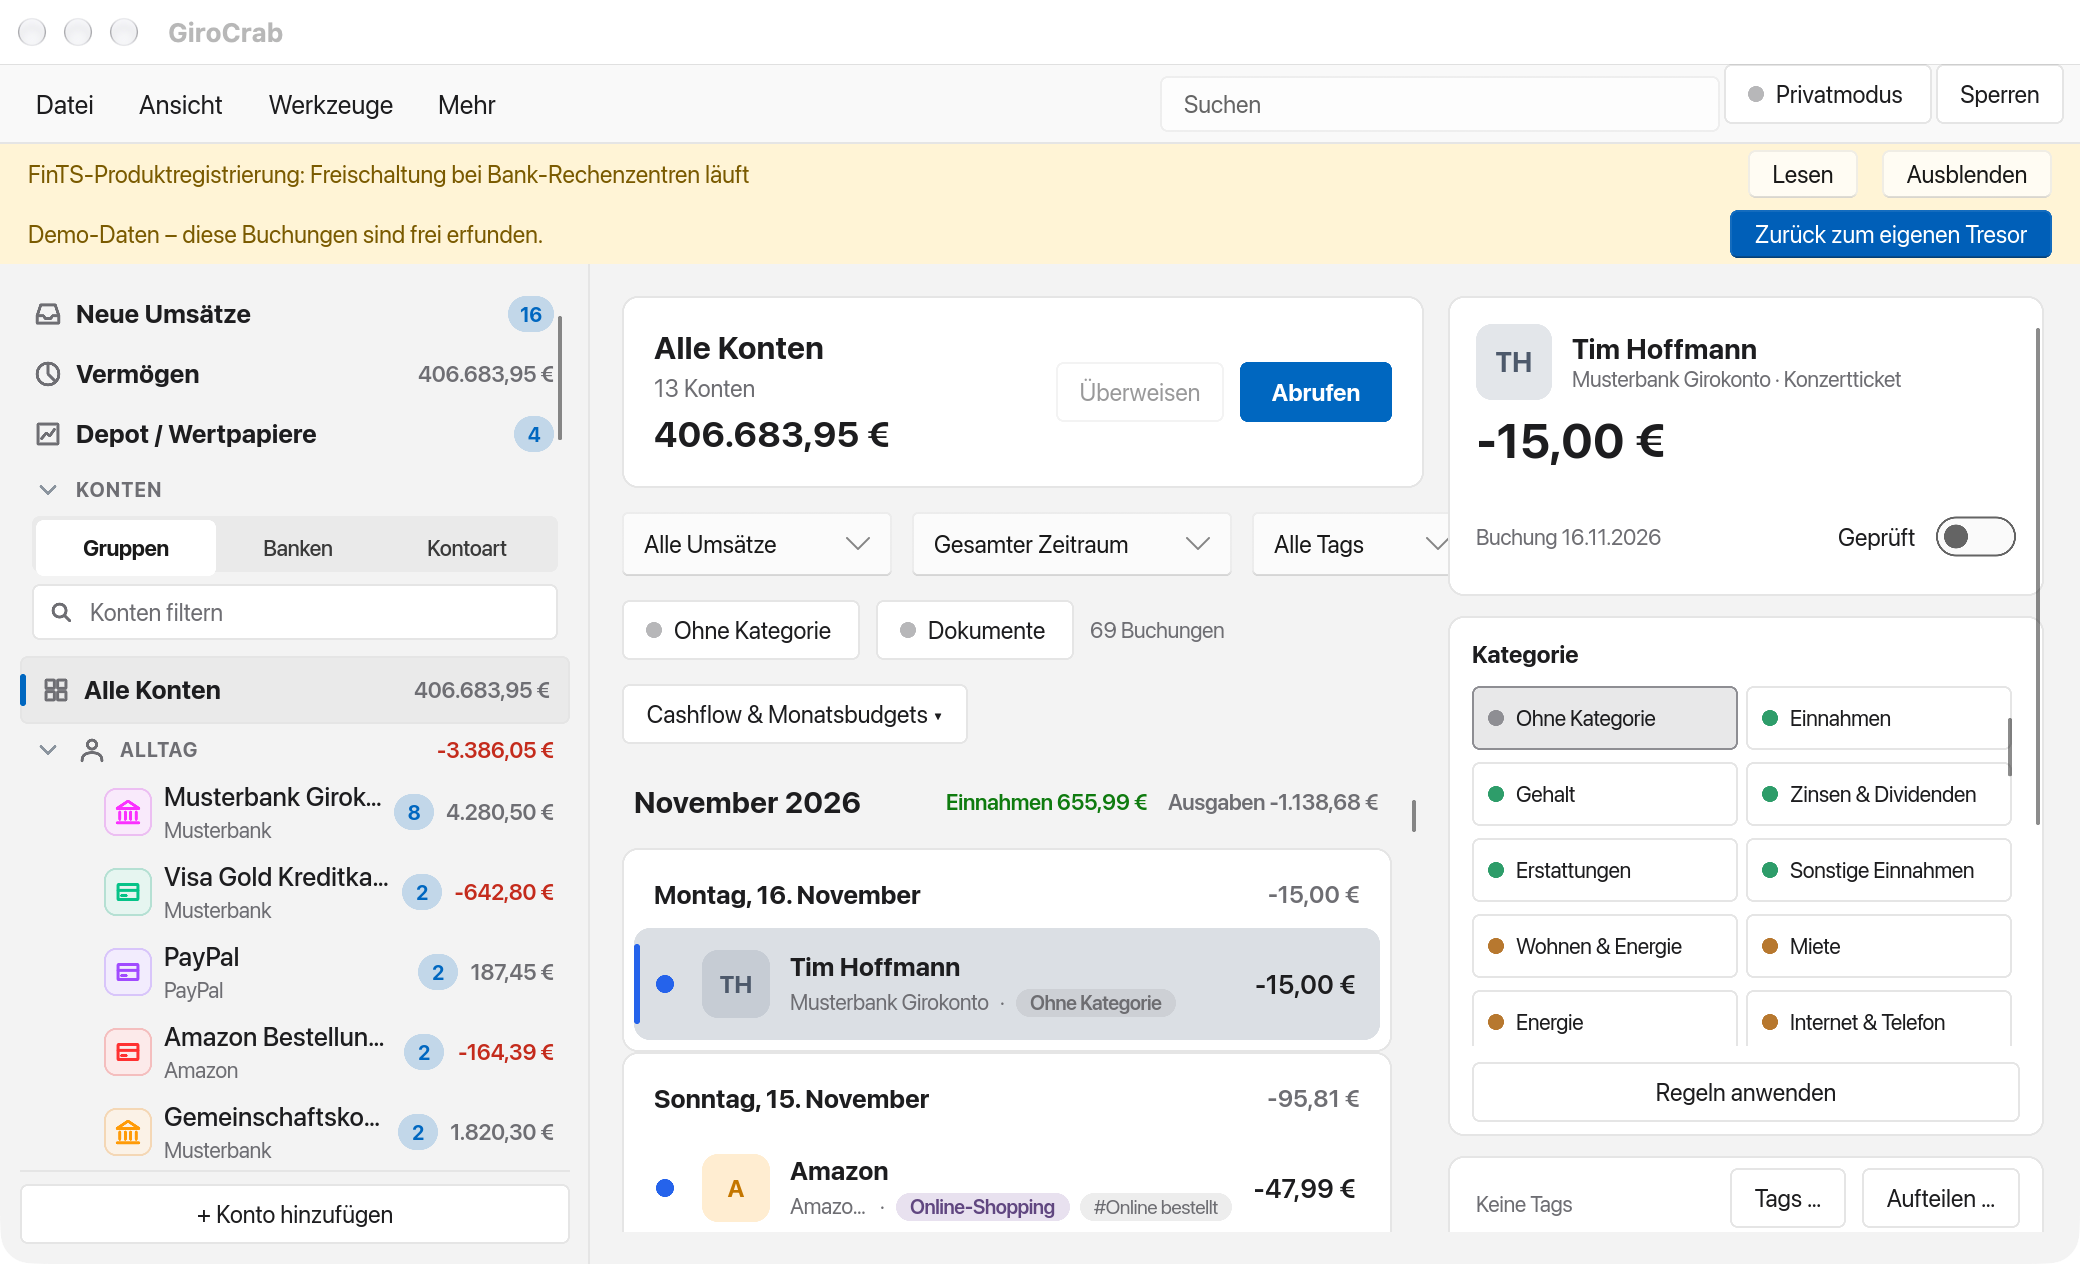 GiroCrab
Datei Ansicht Werkzeuge Mehr Suchen Privatmodus Sperren
FinTS-Produktregistrierung: Freischaltung bei Bank-Rechenzentren läuft Lesen Ausblenden
Demo-Daten – diese Buchungen sind frei erfunden. Zurück zum eigenen Tresor
Neue Umsätze 16
Vermögen 406.683,95 €
Depot / Wertpapiere 4
KONTEN
Gruppen Banken Kontoart
Konten filtern
Alle Konten 406.683,95 €
ALLTAG -3.386,05 €
Musterbank Girok... 8 4.280,50 €
Musterbank
Visa Gold Kreditka... 2 -642,80 €
Musterbank
PayPal 2 187,45 €
PayPal
Amazon Bestellun... 2 -164,39 €
Amazon
Gemeinschaftsko... 2 1.820,30 €
Musterbank
+ Konto hinzufügen
Alle Konten
13 Konten
406.683,95 €
Überweisen Abrufen
Alle Umsätze Gesamter Zeitraum Alle Tags
Ohne Kategorie Dokumente 69 Buchungen
Cashflow & Monatsbudgets ▾
November 2026 Einnahmen 655,99 € Ausgaben -1.138,68 €
Montag, 16. November -15,00 €
TH Tim Hoffmann -15,00 €
Musterbank Girokonto · Ohne Kategorie
Sonntag, 15. November -95,81 €
A Amazon -47,99 €
Amazo... · Online-Shopping #Online bestellt
TH Tim Hoffmann
Musterbank Girokonto · Konzertticket
-15,00 €
Buchung 16.11.2026 Geprüft
Kategorie
Ohne Kategorie Einnahmen
Gehalt Zinsen & Dividenden
Erstattungen Sonstige Einnahmen
Wohnen & Energie Miete
Energie Internet & Telefon
Regeln anwenden
Keine Tags Tags ... Aufteilen ...